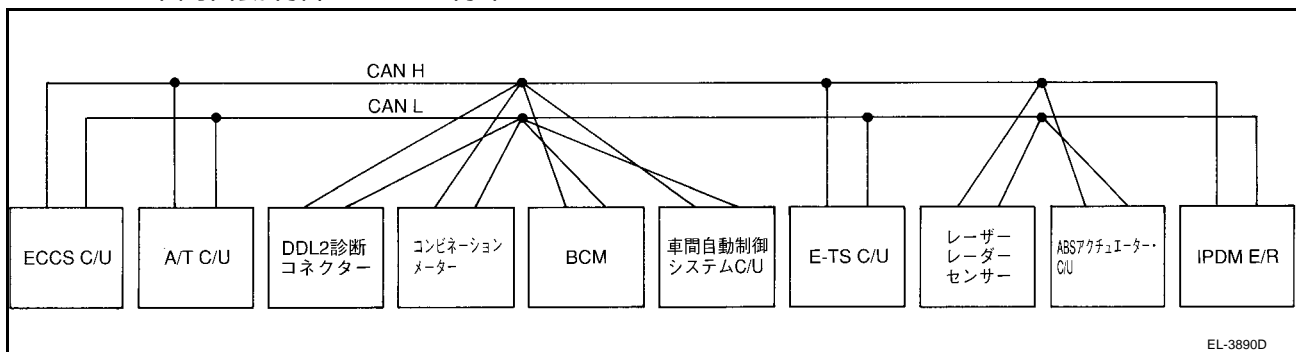 CAN H
CAN L
ECCS C/U
A/T C/U
DDL2診断
コネクター
コンビネーション
メーター
BCM
車間自動制御
システムC/U
E-TS C/U
レーザー
レーダー
センサー
ABSアクチュエーター・
C/U
IPDM E/R
EL-3890D